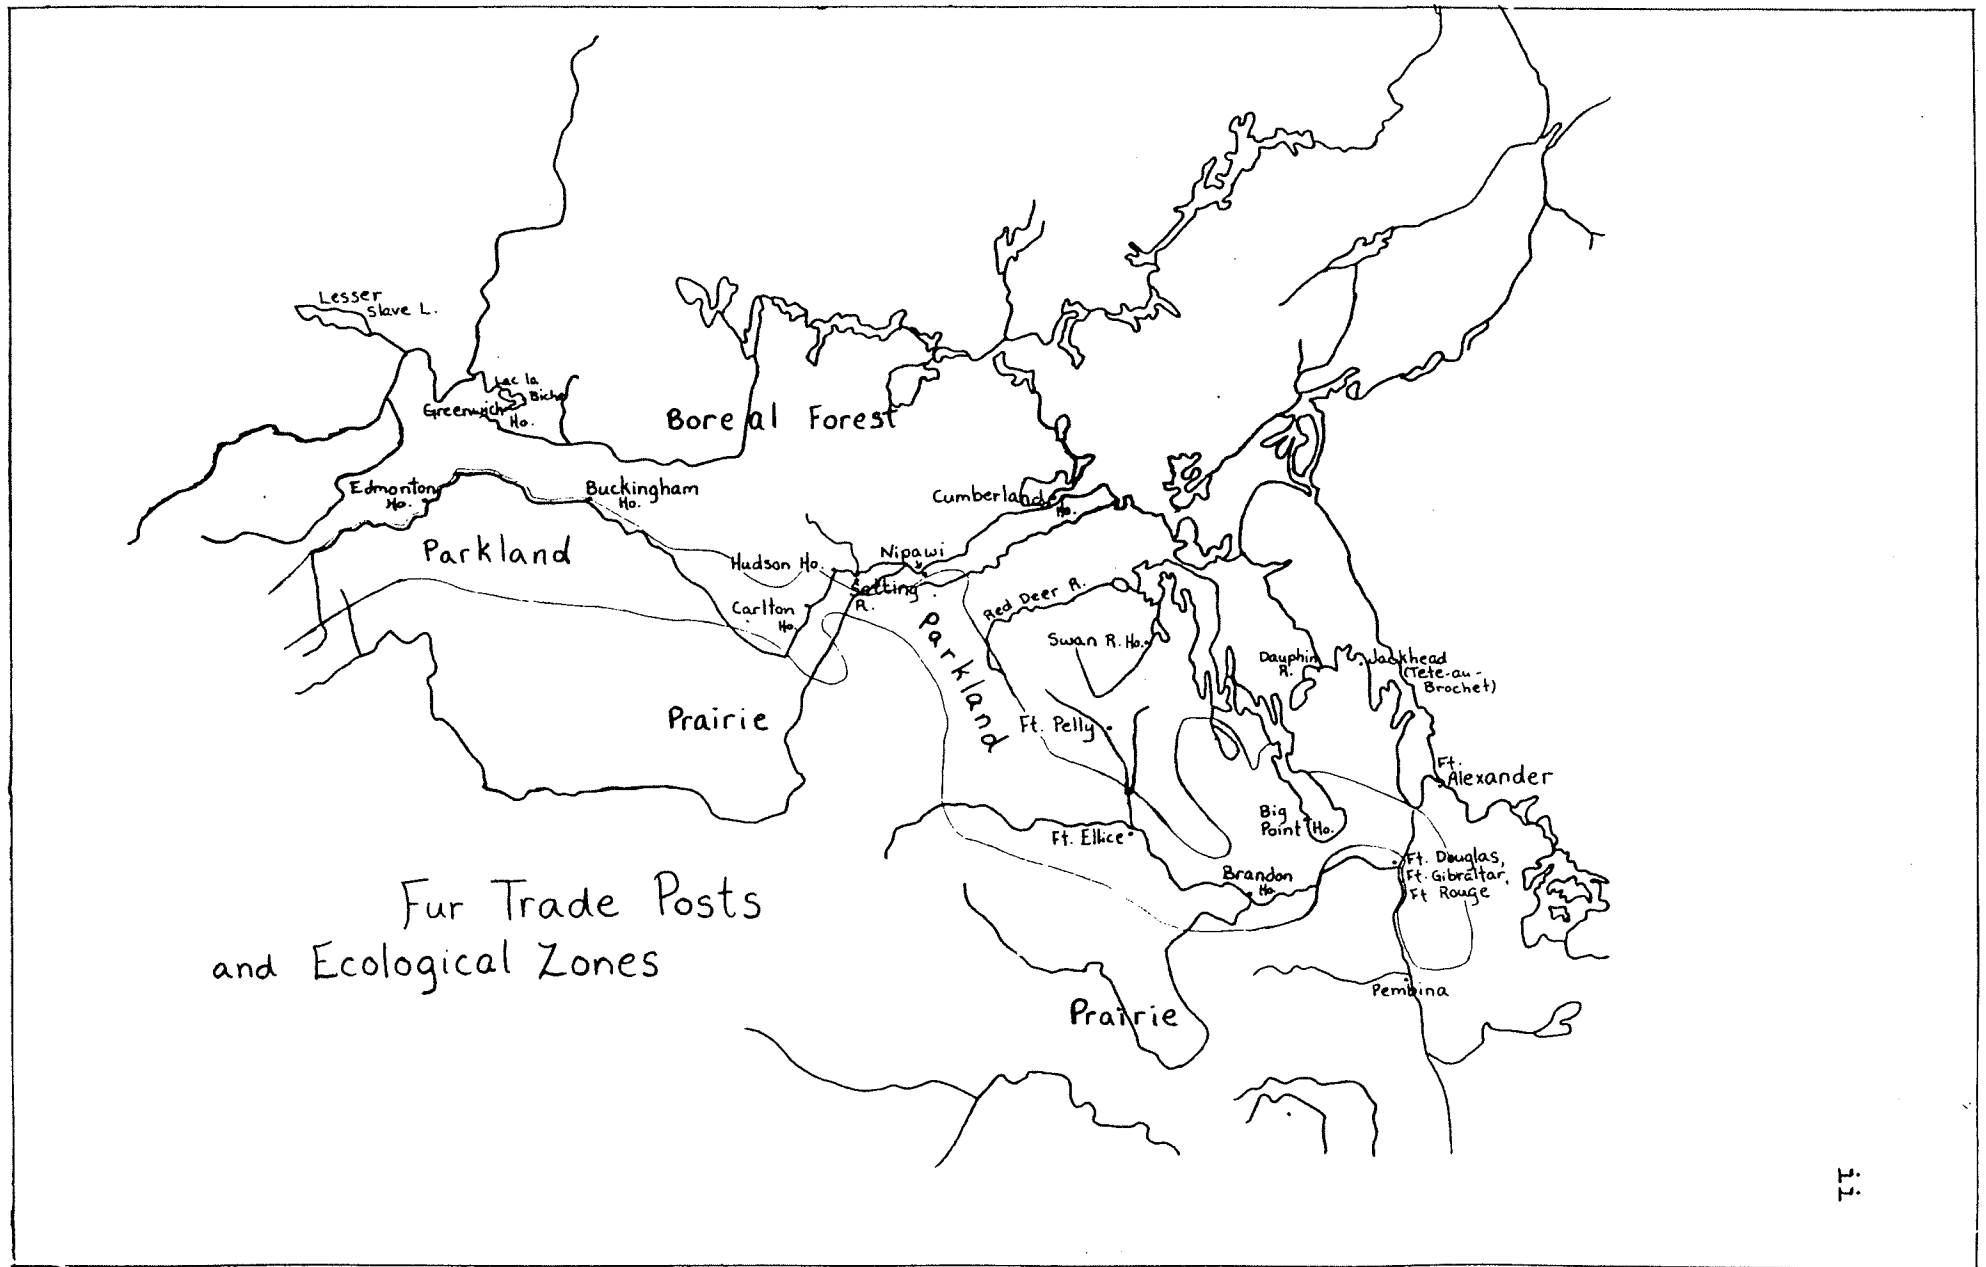 Lesser
Slave L.
Lac la
Biche
Greenwich
Ho.
Boreal Forest
Edmonton
Ho.
Buckingham
Ho.
Cumberland
Ho.
Parkland
Hudson Ho.
Nipawi
Setting
R.
Carlton
Ho.
Red Deer R.
Parkland
Swan R. Ho.
Dauphin
R.
Jackhead
(Tete-au-
Brochet)
Prairie
Ft. Pelly
Ft.
Alexander
Big
Point Ho.
Ft. Ellice
Brandon
Ho.
Ft. Douglas,
Ft. Gibraltar,
Ft Rouge
Fur Trade Posts
and Ecological Zones
Pembina
Prairie
ii